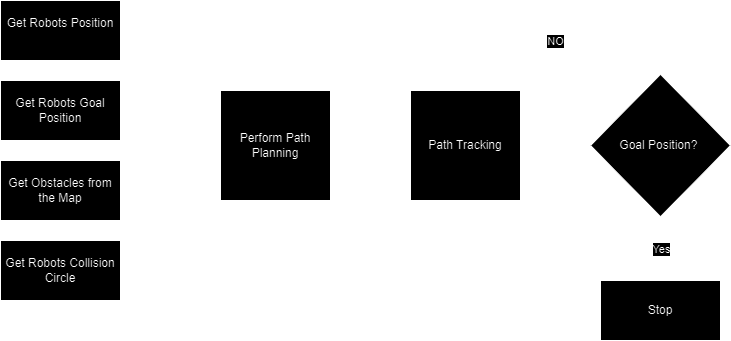 Get Robots Position
Get Robots Goal
Position
Get Obstacles from
the Map
Get Robots Collision
Circle
Perform Path
Planning
Path Tracking
NO
Goal Position?
Yes
Stop